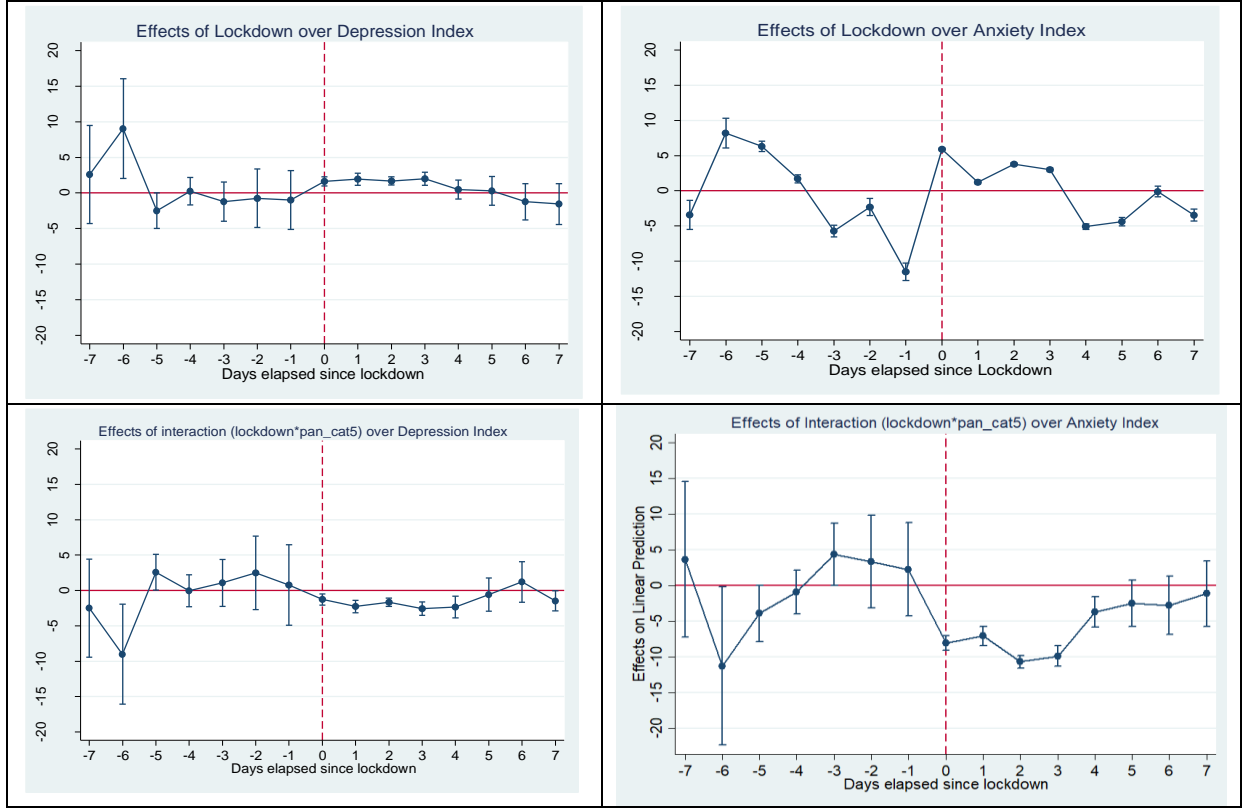 Effects of Lockdown over Depression Index
20
15
10
5
0
-5
-10
-15
-20
-7 -6 -5 -4 -3 -2 -1 0 1 2 3 4 5 6 7
Days elapsed since lockdown
Effects of Lockdown over Anxiety Index
20
15
10
5
0
-5
-10
-15
-20
-7 -6 -5 -4 -3 -2 -1 0 1 2 3 4 5 6 7
Days elapsed since Lockdown
Effects of interaction (lockdown*pan_cat5) over Depression Index
20
15
10
5
0
-5
-10
-15
-20
-7 -6 -5 -4 -3 -2 -1 0 1 2 3 4 5 6 7
Days elapsed since lockdown
Effects of Interaction (lockdown*pan_cat5) over Anxiety Index
Effects on Linear Prediction
20
15
10
5
0
-5
-10
-15
-20
-7 -6 -5 -4 -3 -2 -1 0 1 2 3 4 5 6 7
Days elapsed since lockdown